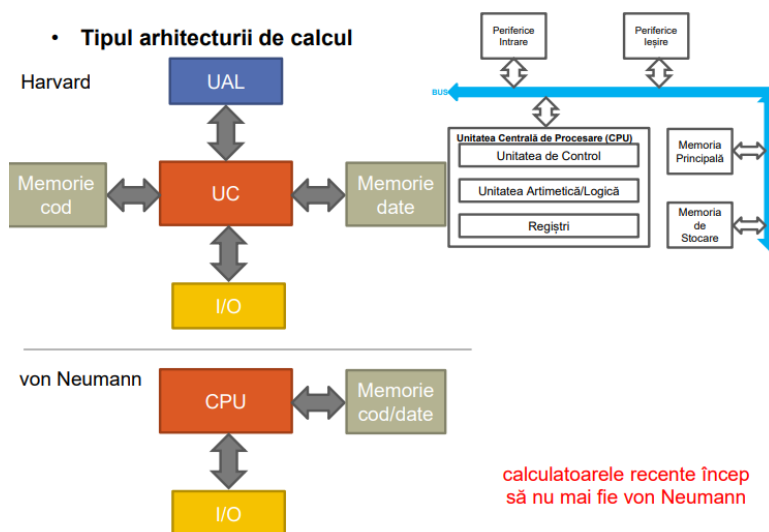 • Tipul arhitecturii de calcul
Harvard
UAL
Memorie
cod
UC
Memorie
date
I/O
Periferice
Intrare
Periferice
Ieșire
BUS
Unitatea Centrală de Procesare (CPU)
Unitatea de Control
Unitatea Artimetică/Logică
Regiștri
Memoria
Principală
Memoria
de
Stocare
von Neumann
CPU
Memorie
cod/date
I/O
calculatoarele recente încep
să nu mai fie von Neumann